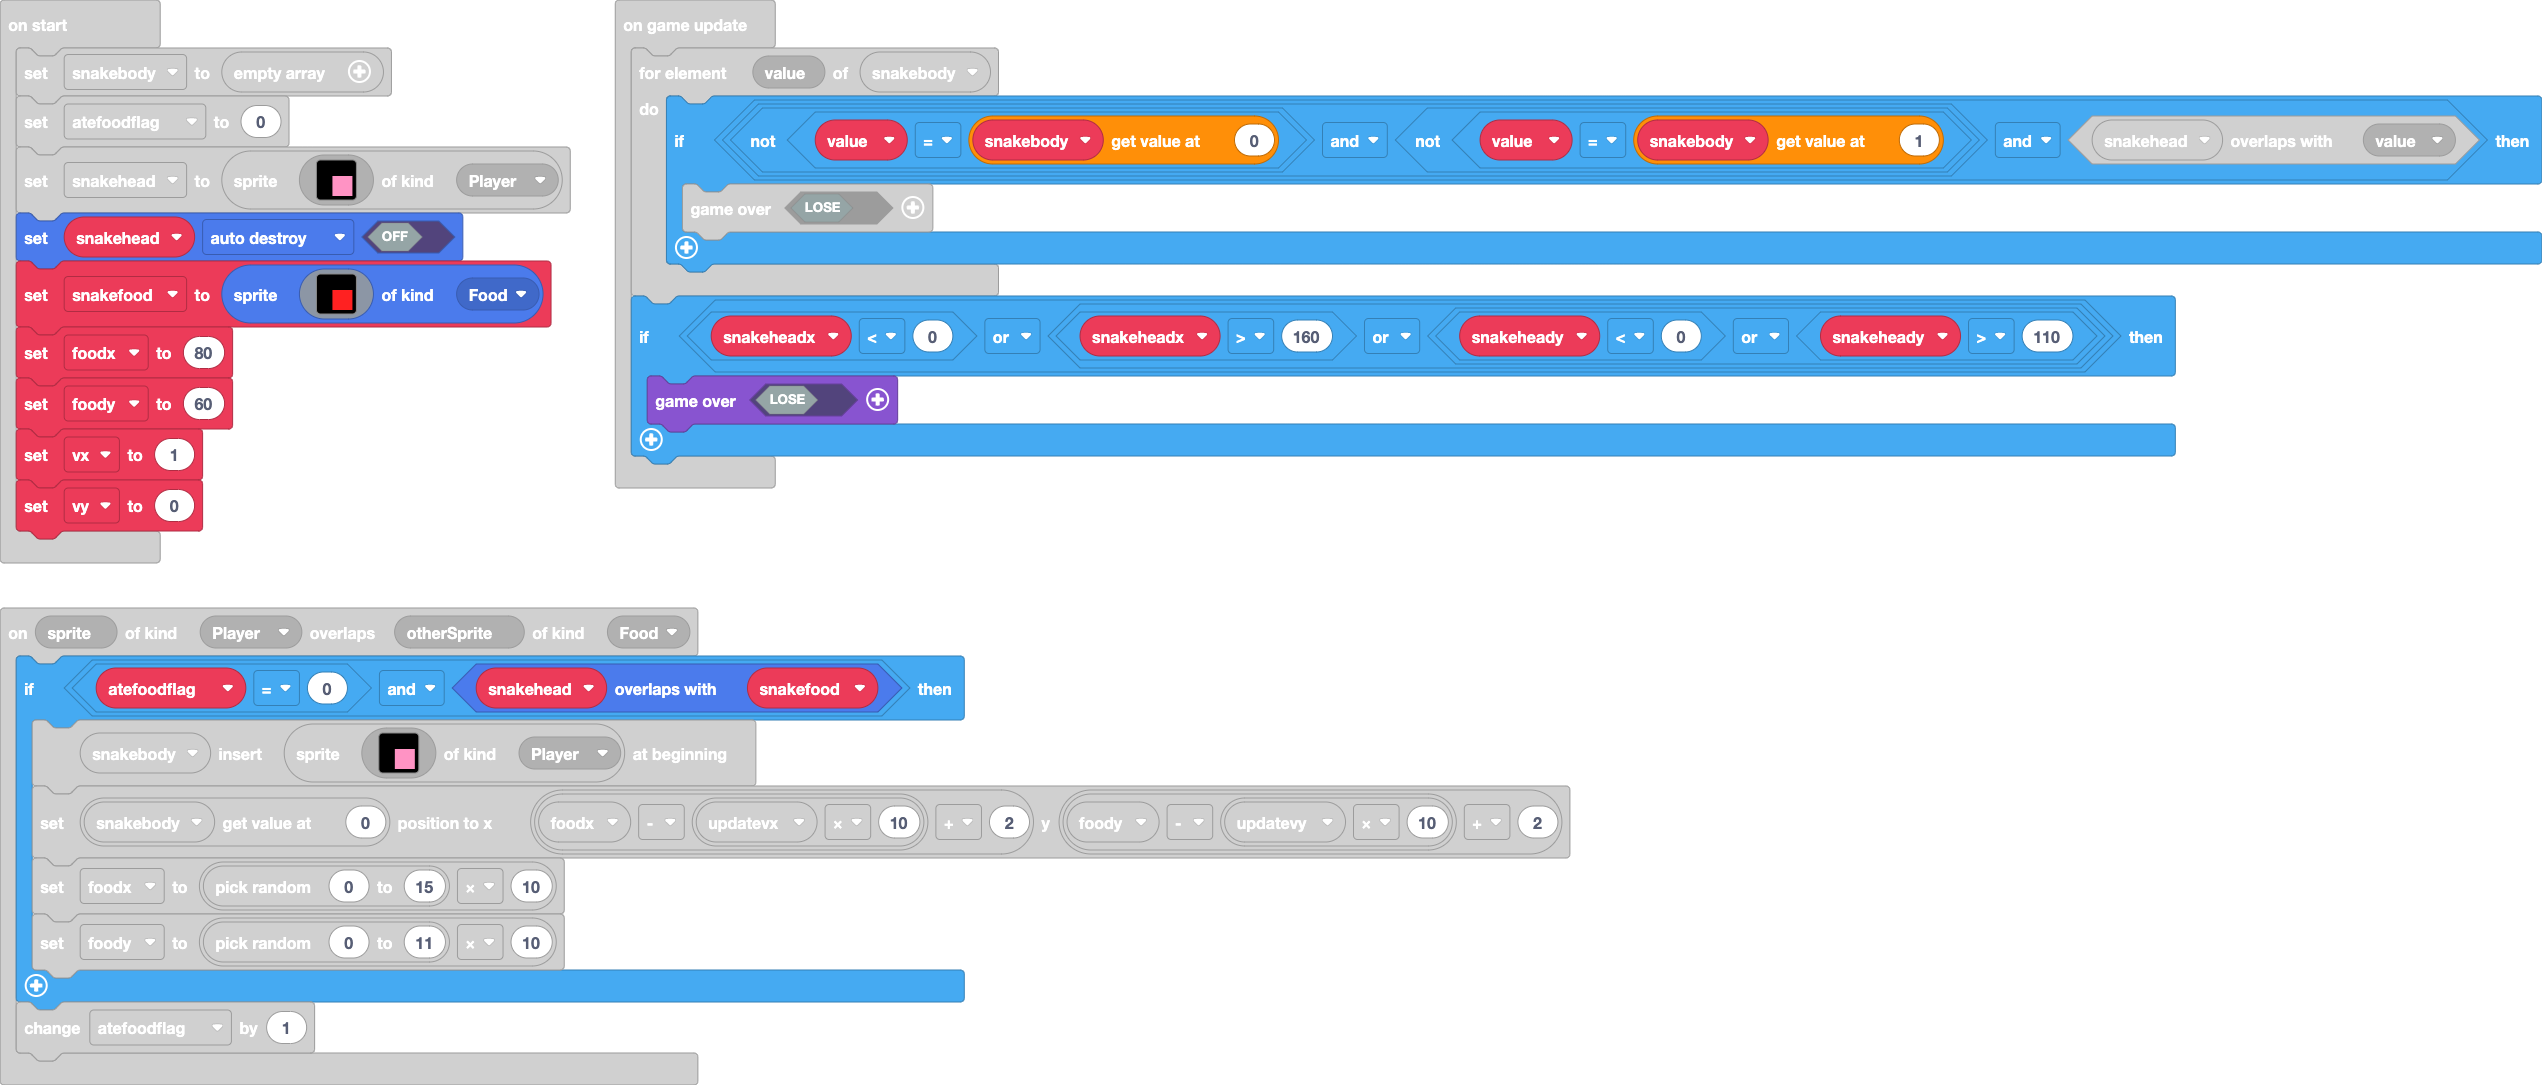 on start
set snakebody to empty array
set atefoodflag to 0
set snakehead to sprite of kind Player
set snakehead auto destroy OFF
set snakefood to sprite of kind Food
set foodx to 80
set foody to 60
set vx to 1
set vy to 0
on game update
for element value of snakebody
do
if not value = snakebody get value at 0 and not value = snakebody get value at 1 and snakehead overlaps with value then
game over LOSE
if snakeheadx < 0 or snakeheadx > 160 or snakeheady < 0 or snakeheady > 110 then
game over LOSE
on sprite of kind Player overlaps otherSprite of kind Food
if atefoodflag = 0 and snakehead overlaps with snakefood then
snakebody insert sprite of kind Player at beginning
set snakebody get value at 0 position to x foodx - updatevx × 10 + 2 y foody - updatevy × 10 + 2
set foodx to pick random 0 to 15 × 10
set foody to pick random 0 to 11 × 10
change atefoodflag by 1